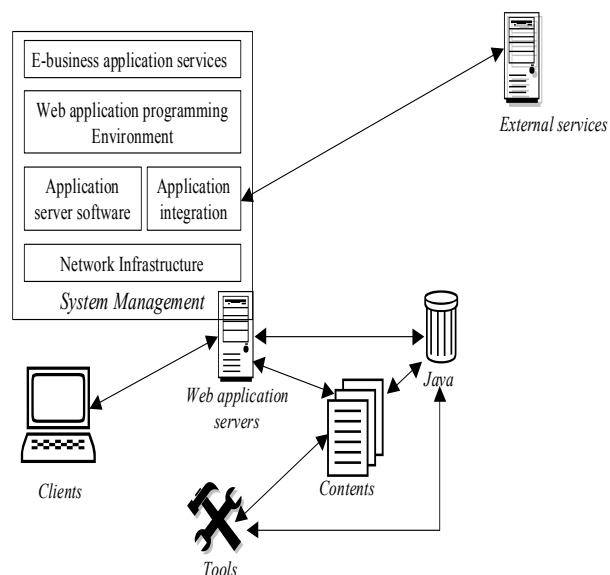 E-business application services
Web application programming
Environment
Application
server software
Application
integration
Network Infrastructure
System Management
External services
Web application
servers
Java
Clients
Contents
Tools